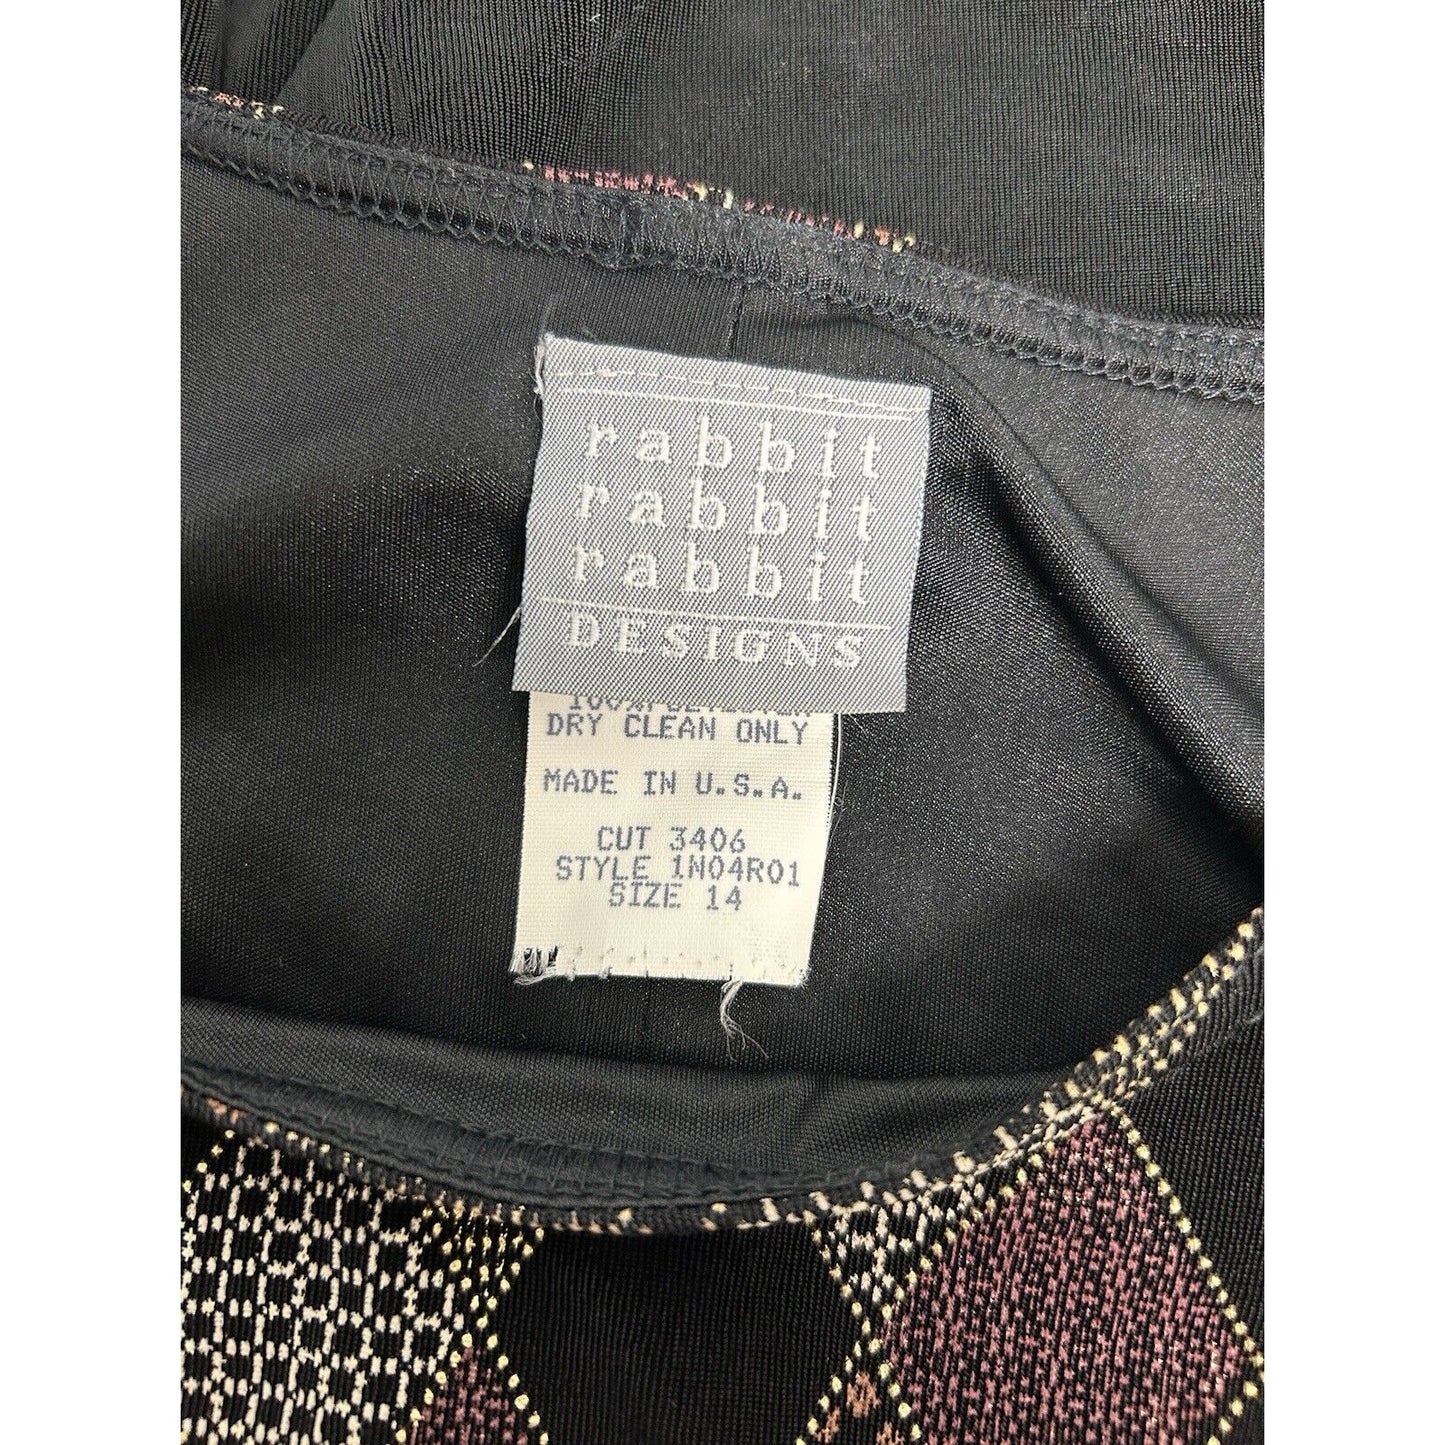 rabbit
rabbit
rabbit
DESIGNS
DRY CLEAN ONLY
MADE IN U.S.A.
CUT 3406
STYLE 1N04R01
SIZE 14